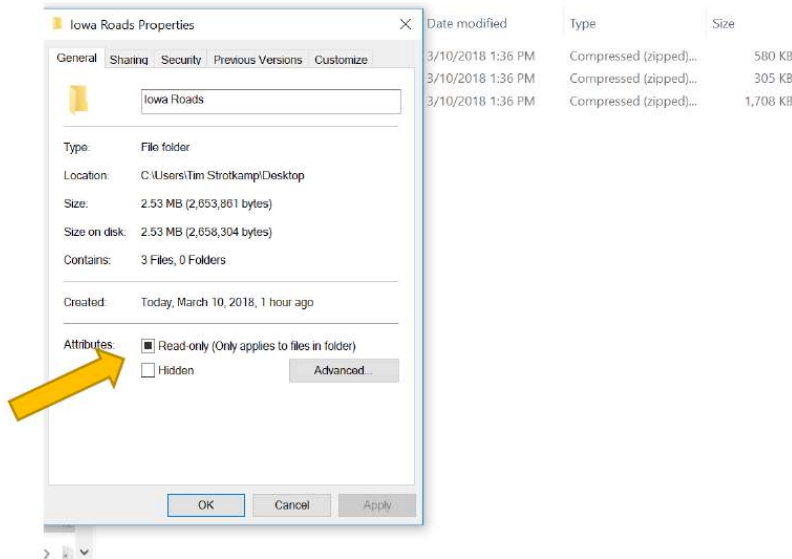 Iowa Roads Properties
Date modified Type Size
General Sharing Security Previous Versions Customize
3/10/2018 1:36 PM Compressed (zipped)... 580 KB
3/10/2018 1:36 PM Compressed (zipped)... 305 KB
3/10/2018 1:36 PM Compressed (zipped)... 1,708 KB
Iowa Roads
Type: File folder
Location: C:\Users\Tim Strotkamp\Desktop
Size: 2.53 MB (2,653,861 bytes)
Size on disk: 2.53 MB (2,658,304 bytes)
Contains: 3 Files, 0 Folders
Created: Today, March 10, 2018, 1 hour ago
Attributes: Read-only (Only applies to files in folder)
Hidden Advanced...
OK Cancel Apply